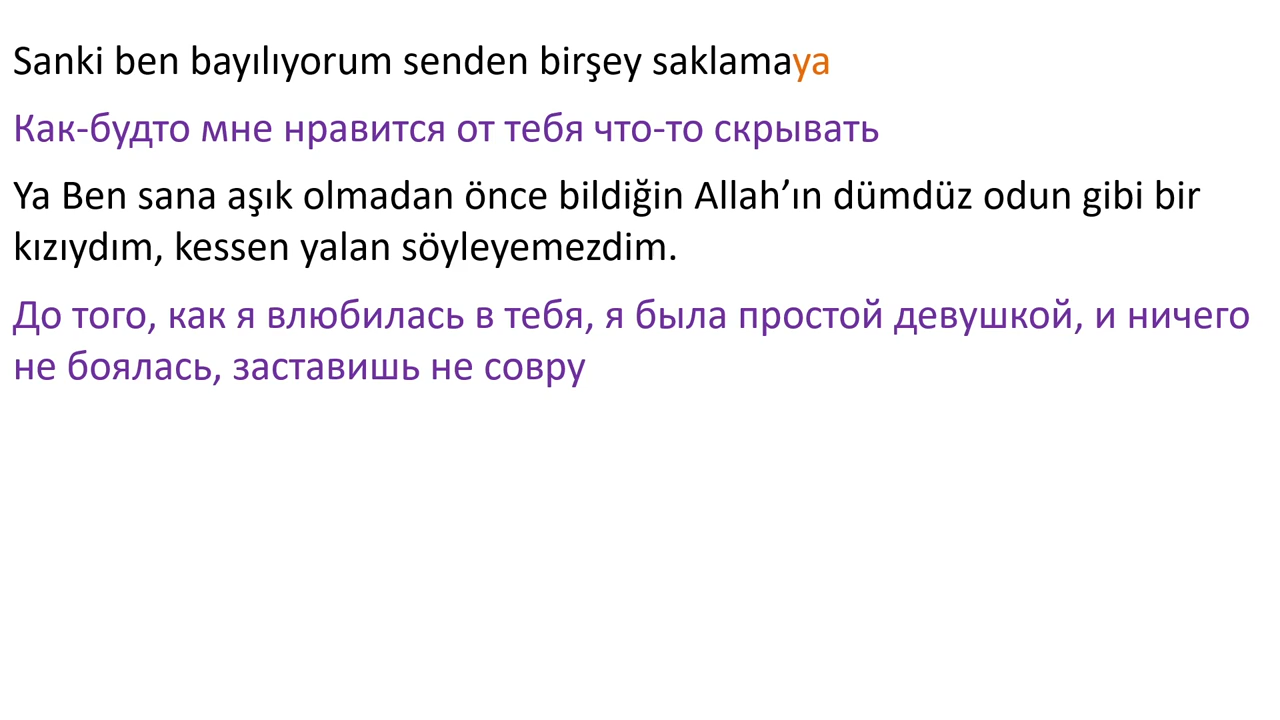 Sanki ben bayılıyorum senden birşey saklamaya
Как-будто мне нравится от тебя что-то скрывать
Ya Ben sana aşık olmadan önce bildiğin Allah’ın dümdüz odun gibi bir
kızıydım, kessen yalan söyleyemezdim.
До того, как я влюбилась в тебя, я была простой девушкой, и ничего
не боялась, заставишь не совру